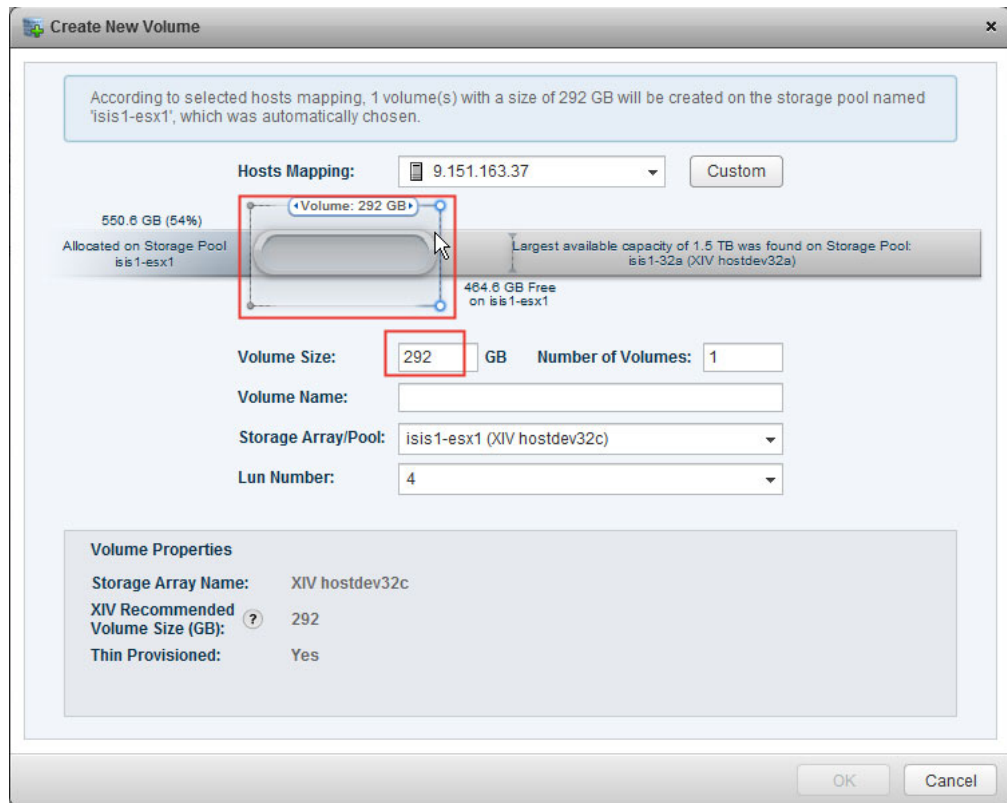 Create New Volume
×
According to selected hosts mapping, 1 volume(s) with a size of 292 GB will be created on the storage pool named
'isis1-esx1', which was automatically chosen.
Hosts Mapping: 9.151.163.37 Custom
Volume: 292 GB
550.6 GB (54%)
Allocated on Storage Pool
isis1-esx1
Largest available capacity of 1.5 TB was found on Storage Pool:
isis1-32a (XIV hostdev32a)
464.6 GB Free
on isis1-esx1
Volume Size: 292 GB Number of Volumes: 1
Volume Name:
Storage Array/Pool: isis1-esx1 (XIV hostdev32c)
Lun Number: 4
Volume Properties
Storage Array Name: XIV hostdev32c
XIV Recommended
Volume Size (GB): ? 292
Thin Provisioned: Yes
OK Cancel